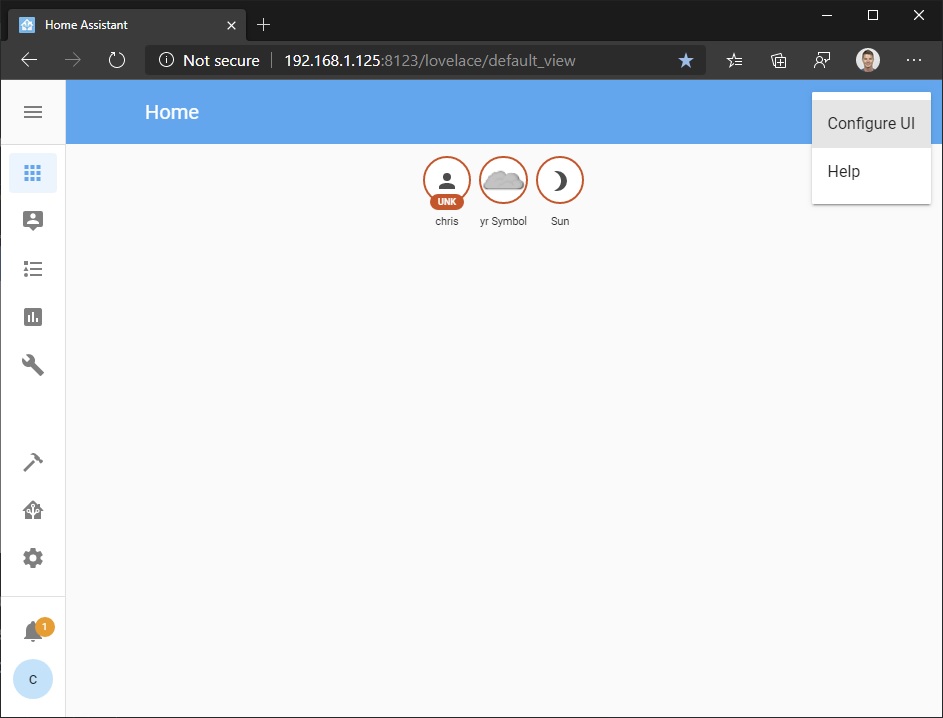 Home Assistant
Not secure
192.168.1.125:8123/lovelace/default_view
Home
Configure UI
Help
UNK
chris
yr Symbol
Sun
1
C